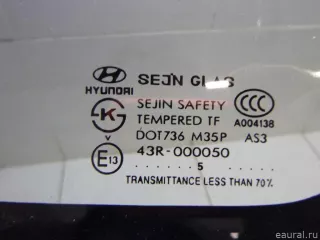 SEJIN GLAS
HYUNDAI
SEJIN SAFETY
TEMPERED TF
CCC
A004138
K
DOT736 M35P AS3
V
E13
43R-000050
. . . . . 5 . . . . .
TRANSMITTANCE LESS THAN 70%
eaural.ru